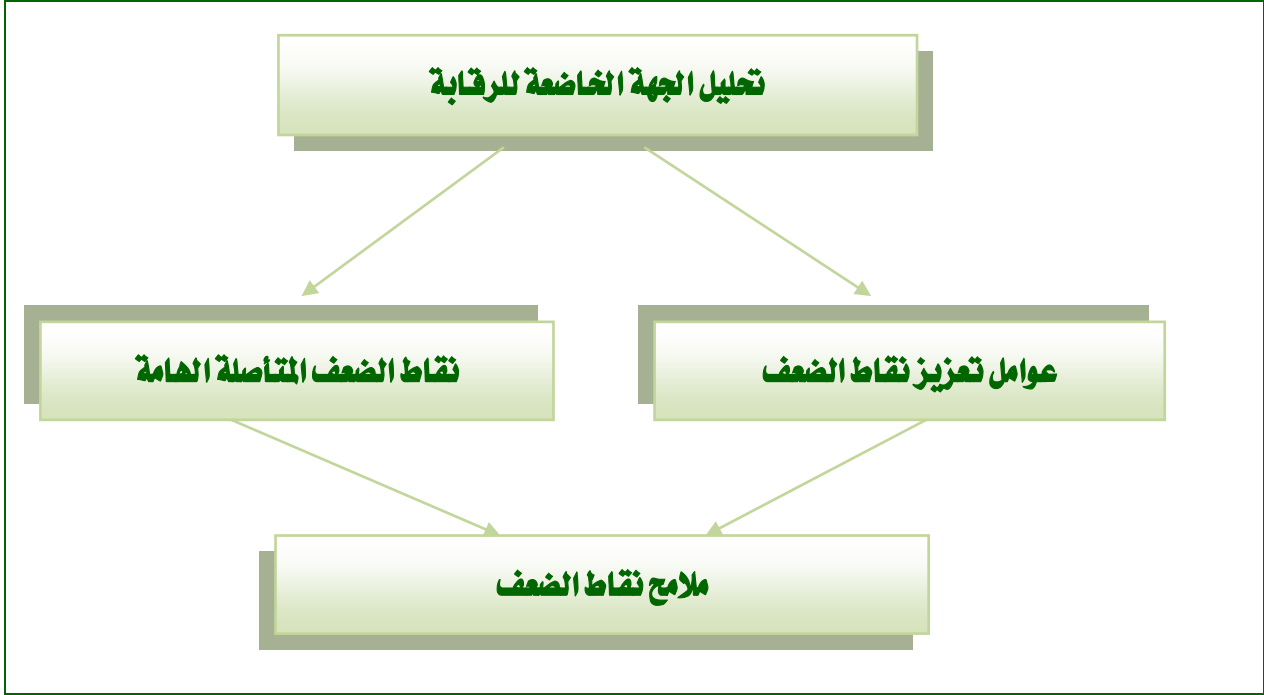 تحليل الجهة الخاضعة للرقابة
عوامل تعزيز نقاط الضعف
نقاط الضعف المتأصلة الهامة
ملامح نقاط الضعف